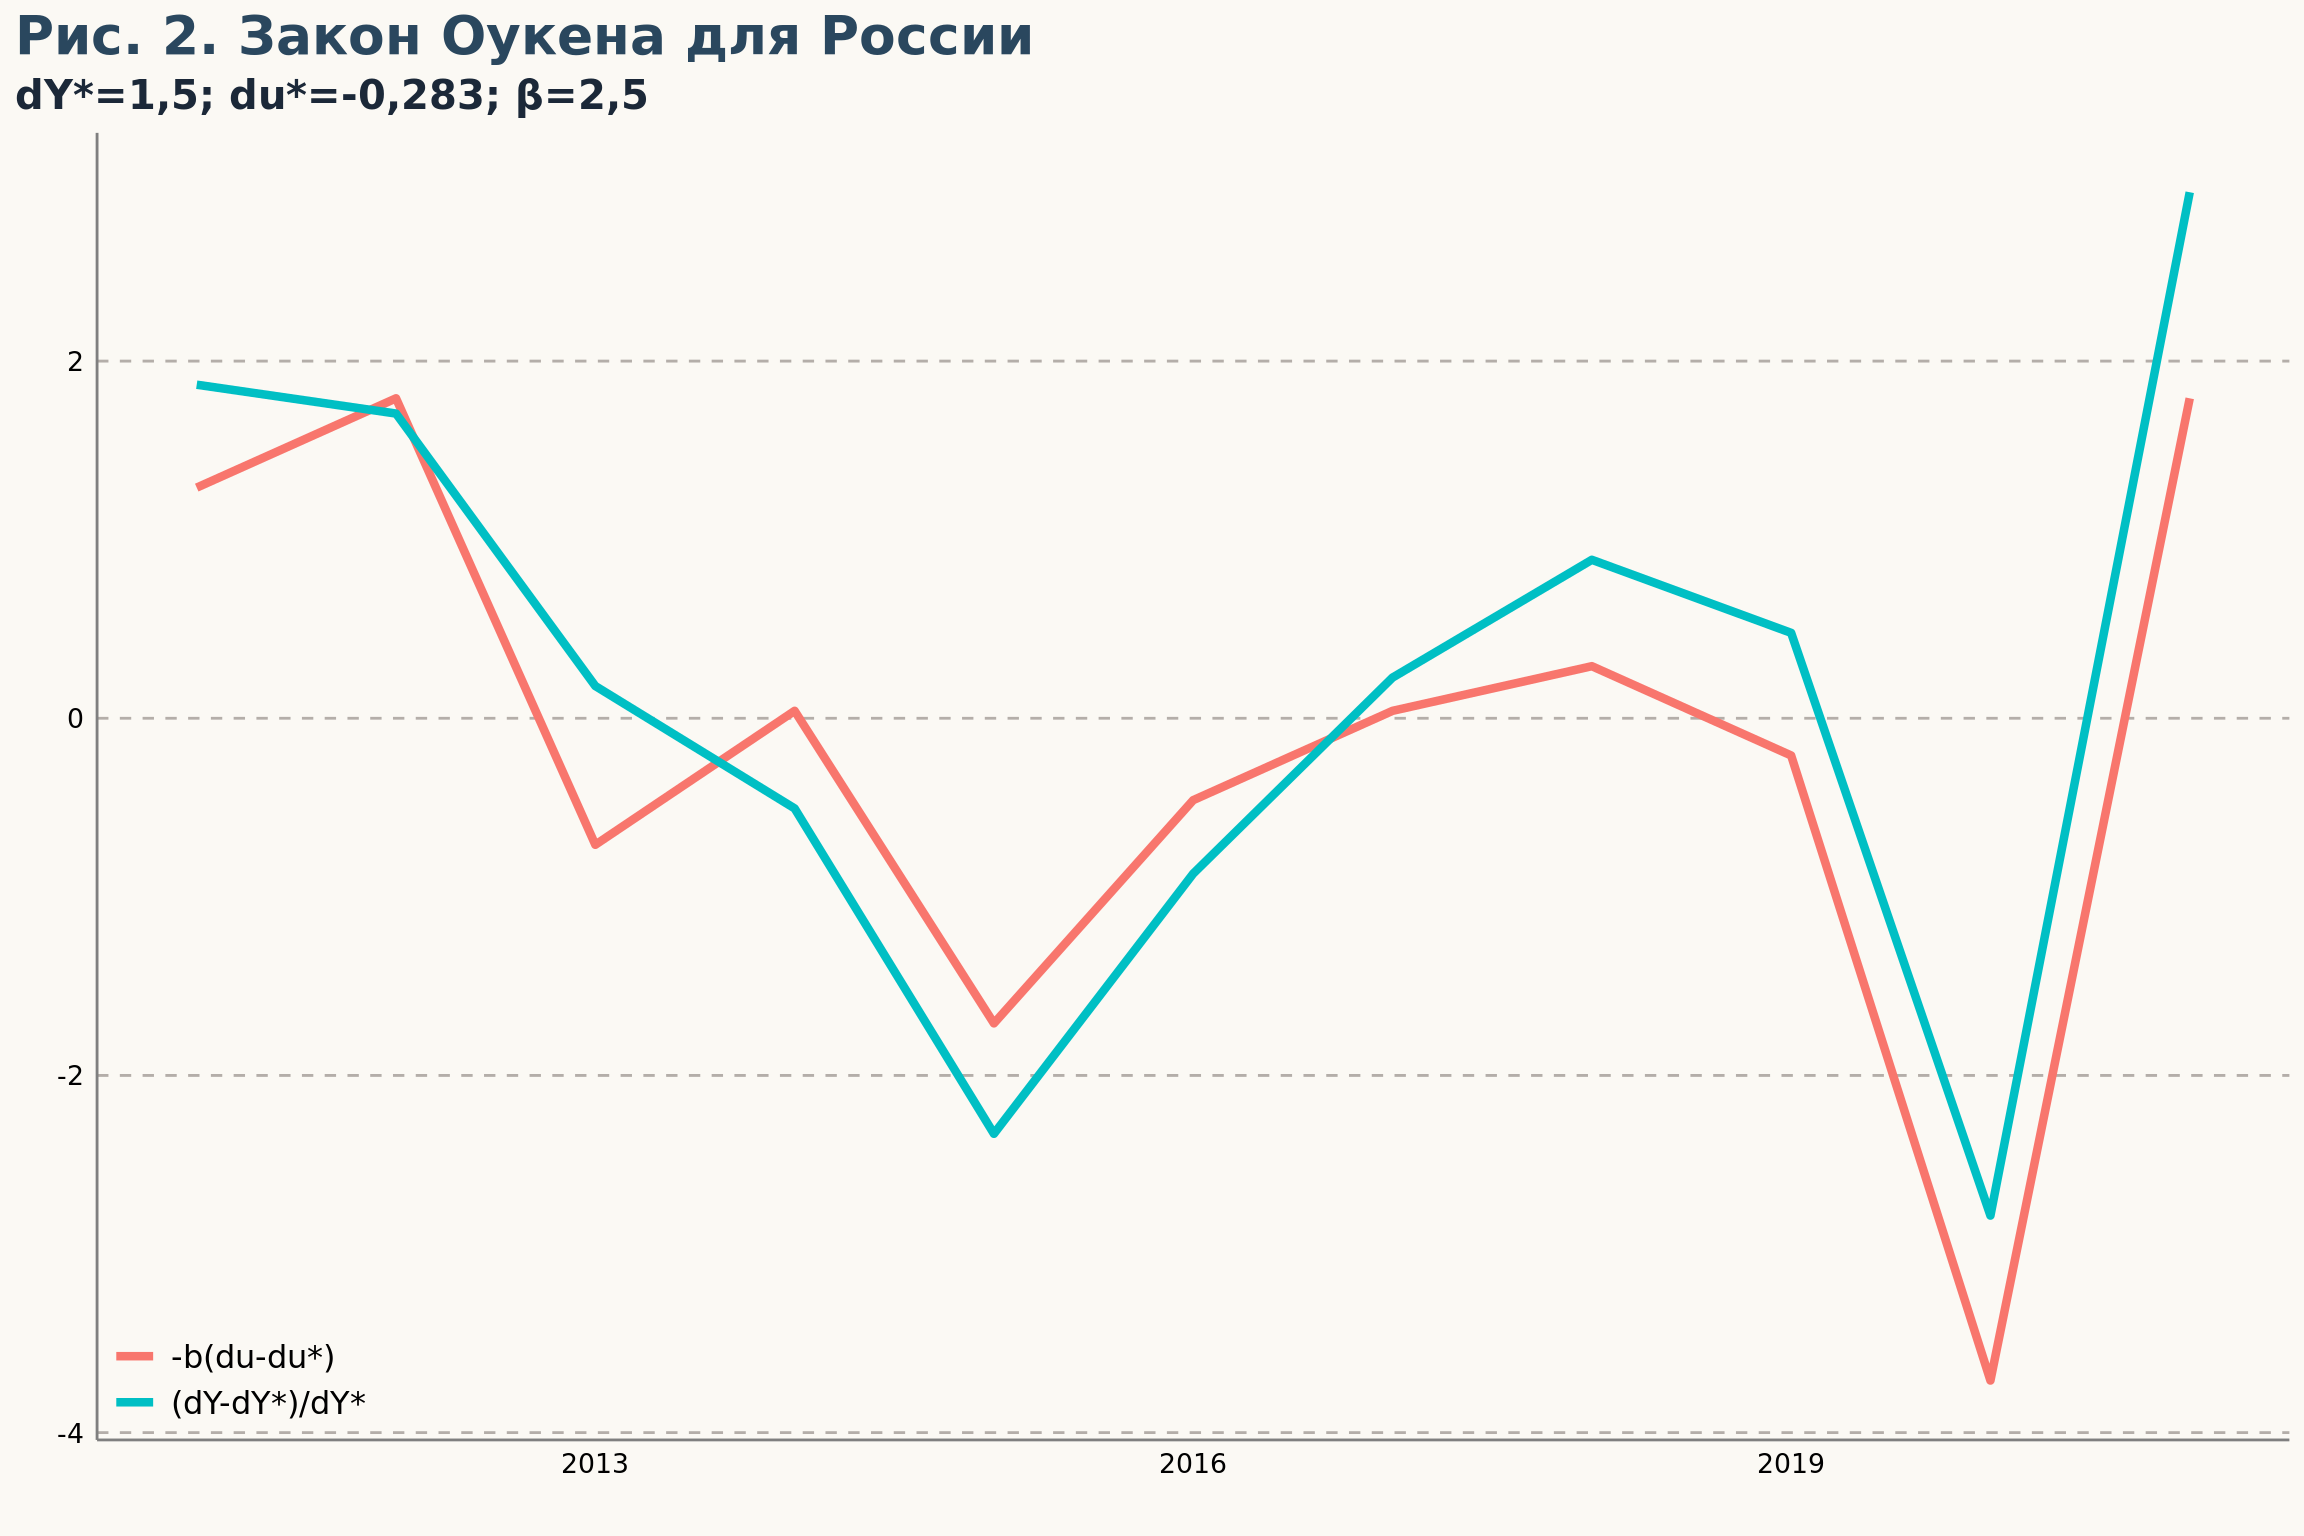 Рис. 2. Закон Оукена для России
dY*=1,5; du*=-0,283; β=2,5
2
0
-2
-4
-b(du-du*)
(dY-dY*)/dY*
2013
2016
2019